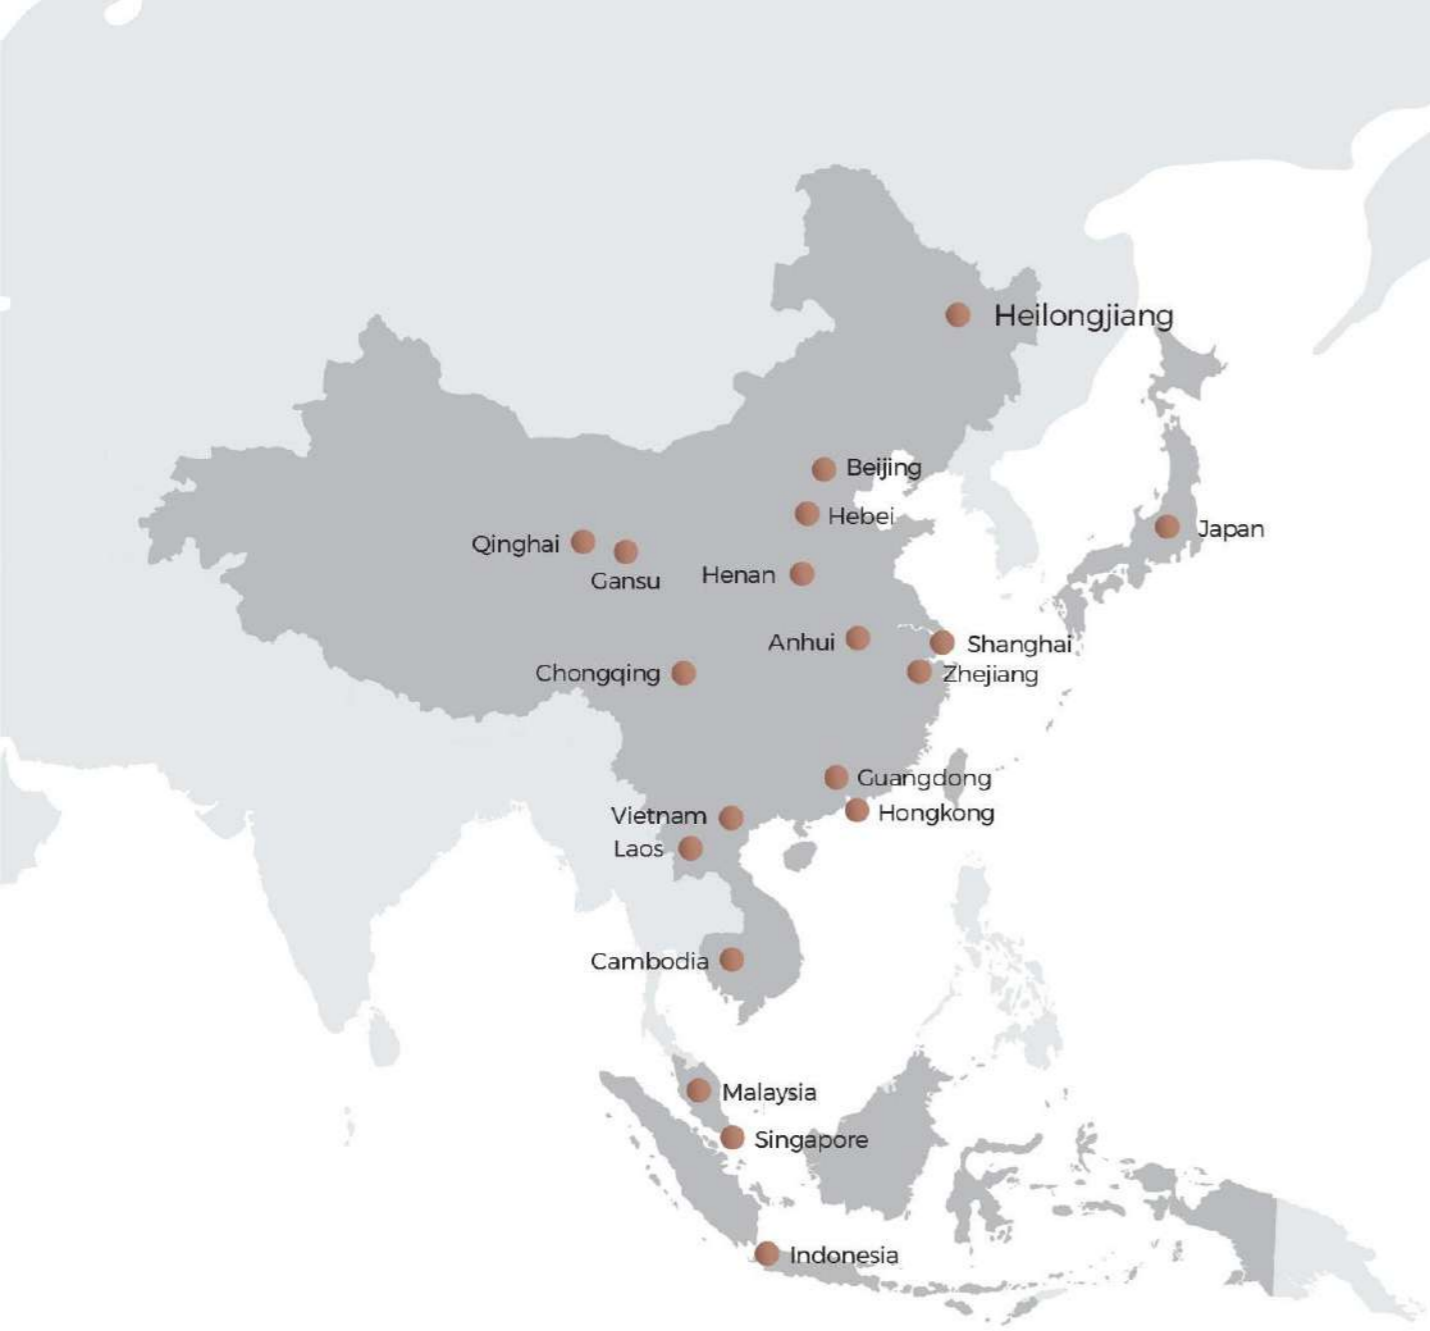 Heilongjiang
Beijing
Hebei
Japan
Qinghai
Gansu
Henan
Anhui
Shanghai
Chongqing
Zhejiang
Guangdong
Hongkong
Vietnam
Laos
Cambodia
Malaysia
Singapore
Indonesia